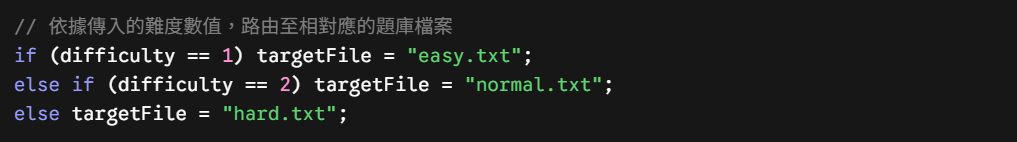 // 依據傳入的難度數值，路由至相對應的題庫檔案
if (difficulty == 1) targetFile = "easy.txt";
else if (difficulty == 2) targetFile = "normal.txt";
else targetFile = "hard.txt";